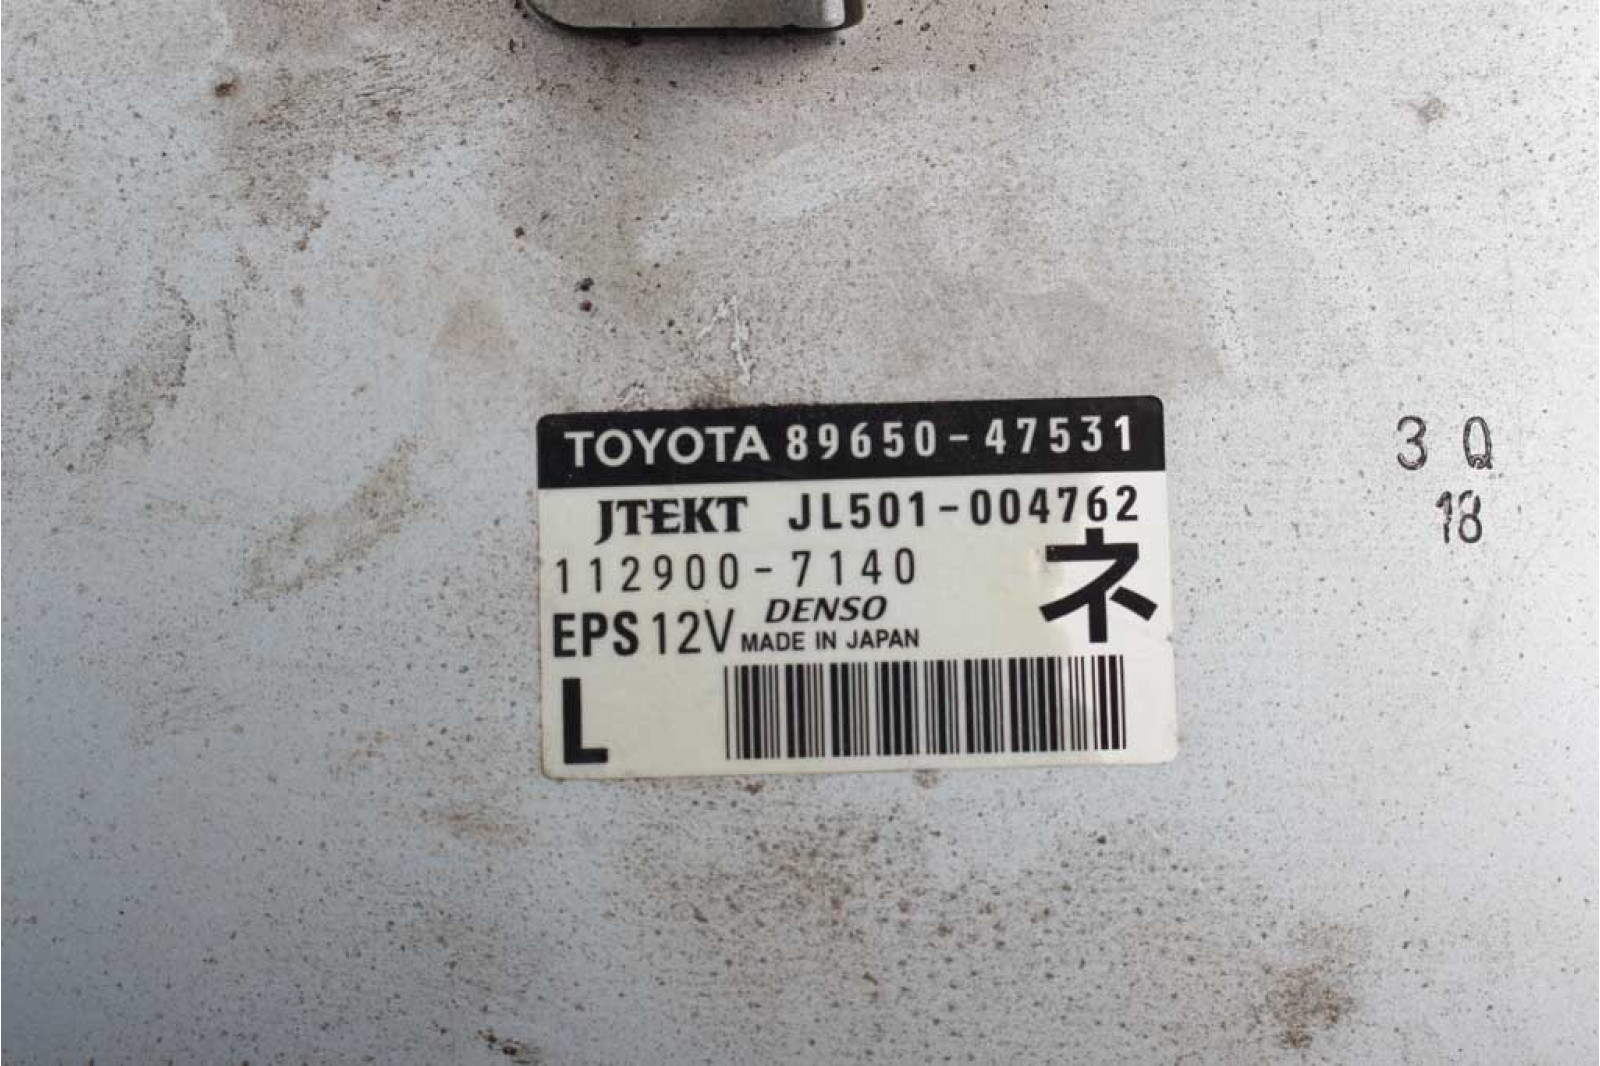 TOYOTA 89650-47531
JTEKT JL501-004762
112900-7140
ネ
EPS 12V DENSO
MADE IN JAPAN
L
3 Q
18